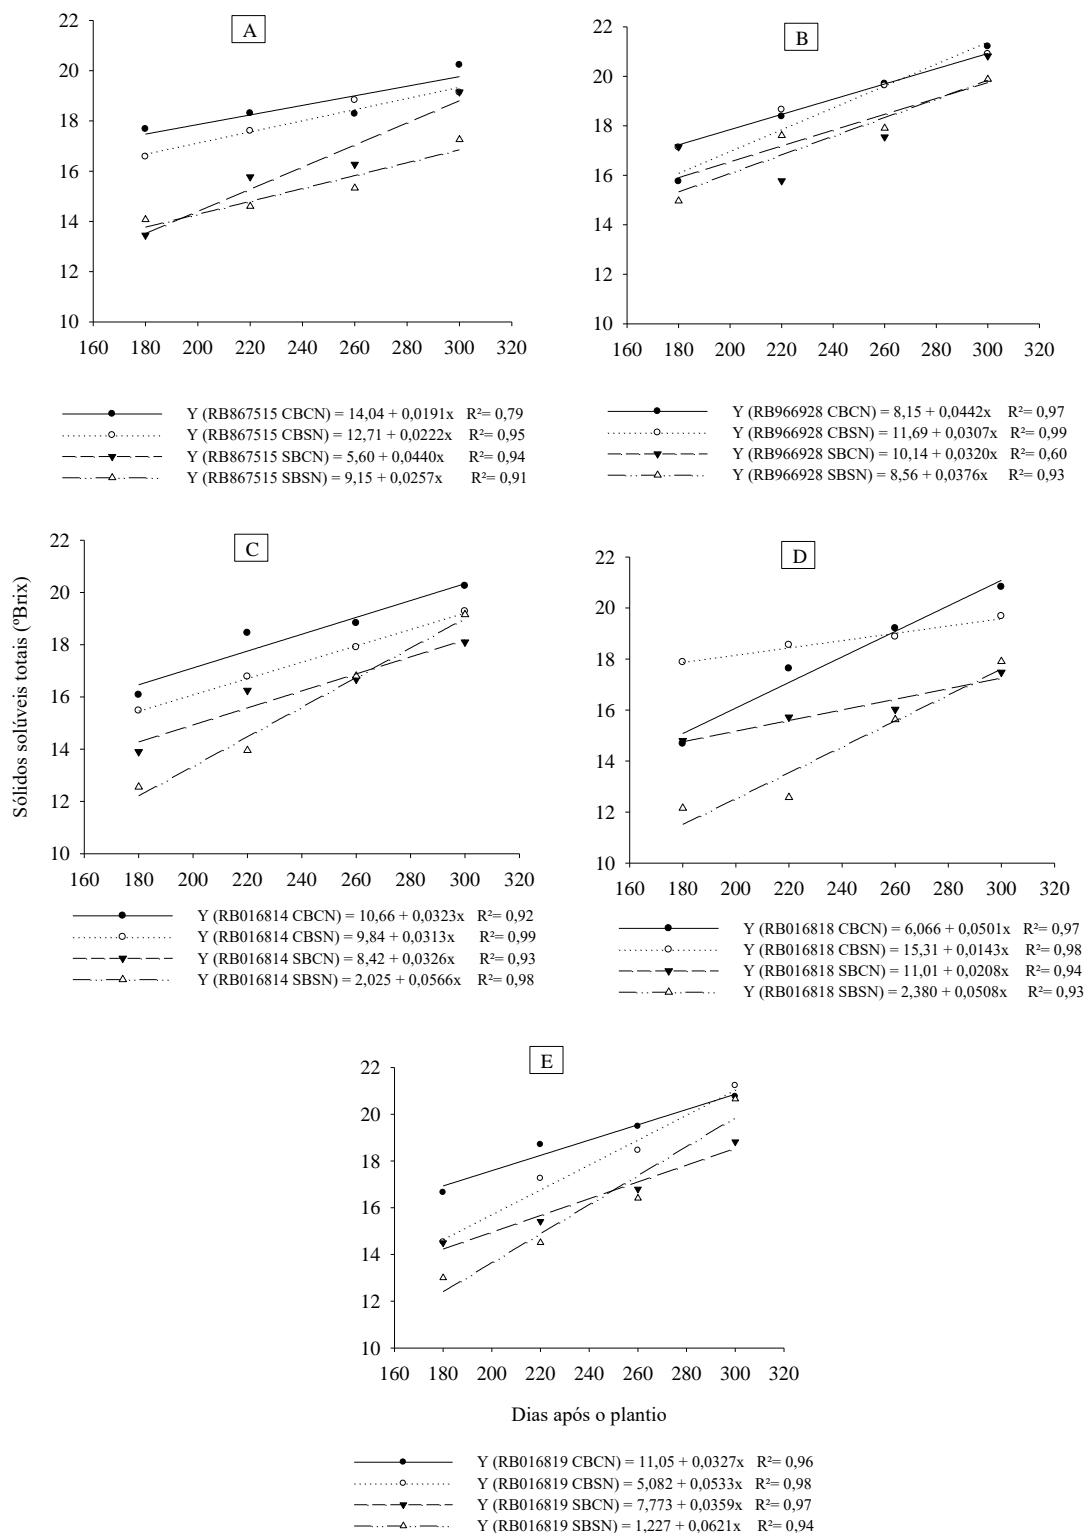 A
22
20
18
16
14
12
10
160 180 200 220 240 260 280 300 320
Y (RB867515 CBCN) = 14,04 + 0,0191x R²= 0,79
Y (RB867515 CBSN) = 12,71 + 0,0222x R²= 0,95
Y (RB867515 SBCN) = 5,60 + 0,0440x R²= 0,94
Y (RB867515 SBSN) = 9,15 + 0,0257x R²= 0,91
B
22
20
18
16
14
12
10
160 180 200 220 240 260 280 300 320
Y (RB966928 CBCN) = 8,15 + 0,0442x R²= 0,97
Y (RB966928 CBSN) = 11,69 + 0,0307x R²= 0,99
Y (RB966928 SBCN) = 10,14 + 0,0320x R²= 0,60
Y (RB966928 SBSN) = 8,56 + 0,0376x R²= 0,93
Sólidos solúveis totais (ºBrix)
C
22
20
18
16
14
12
10
160 180 200 220 240 260 280 300 320
Y (RB016814 CBCN) = 10,66 + 0,0323x R²= 0,92
Y (RB016814 CBSN) = 9,84 + 0,0313x R²= 0,99
Y (RB016814 SBCN) = 8,42 + 0,0326x R²= 0,93
Y (RB016814 SBSN) = 2,025 + 0,0566x R²= 0,98
D
22
20
18
16
14
12
10
160 180 200 220 240 260 280 300 320
Y (RB016818 CBCN) = 6,066 + 0,0501x R²= 0,97
Y (RB016818 CBSN) = 15,31 + 0,0143x R²= 0,98
Y (RB016818 SBCN) = 11,01 + 0,0208x R²= 0,94
Y (RB016818 SBSN) = 2,380 + 0,0508x R²= 0,93
E
22
20
18
16
14
12
10
160 180 200 220 240 260 280 300 320
Dias após o plantio
Y (RB016819 CBCN) = 11,05 + 0,0327x R²= 0,96
Y (RB016819 CBSN) = 5,082 + 0,0533x R²= 0,98
Y (RB016819 SBCN) = 7,773 + 0,0359x R²= 0,97
Y (RB016819 SBSN) = 1,227 + 0,0621x R²= 0,94